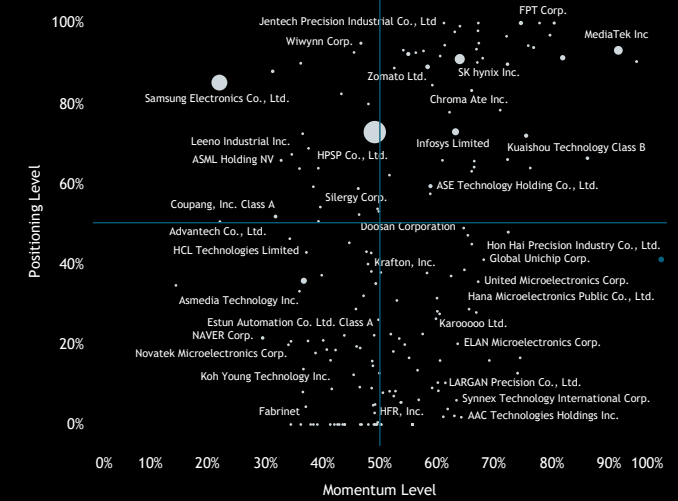 FPT Corp.
100%
Jentech Precision Industrial Co., Ltd
MediaTek Inc
Wiwynn Corp.
SK hynix Inc.
Zomato Ltd.
Samsung Electronics Co., Ltd.
Chroma Ate Inc.
80%
Leeno Industrial Inc.
Infosys Limited
Kuaishou Technology Class B
HPSP Co., Ltd.
ASML Holding NV
60%
ASE Technology Holding Co., Ltd.
Silergy Corp.
Coupang, Inc. Class A
Positioning Level
Advantech Co., Ltd.
Doosan Corporation
Hon Hai Precision Industry Co., Ltd.
HCL Technologies Limited
Global Unichip Corp.
40%
Krafton, Inc.
United Microelectronics Corp.
Asmedia Technology Inc.
Hana Microelectronics Public Co., Ltd.
Estun Automation Co. Ltd. Class A
Karooooo Ltd.
NAVER Corp.
20%
ELAN Microelectronics Corp.
Novatek Microelectronics Corp.
Koh Young Technology Inc.
LARGAN Precision Co., Ltd.
Synnex Technology International Corp.
Fabrinet
HFR, Inc.
AAC Technologies Holdings Inc.
0%
0% 10% 20% 30% 40% 50% 60% 70% 80% 90% 100%
Momentum Level